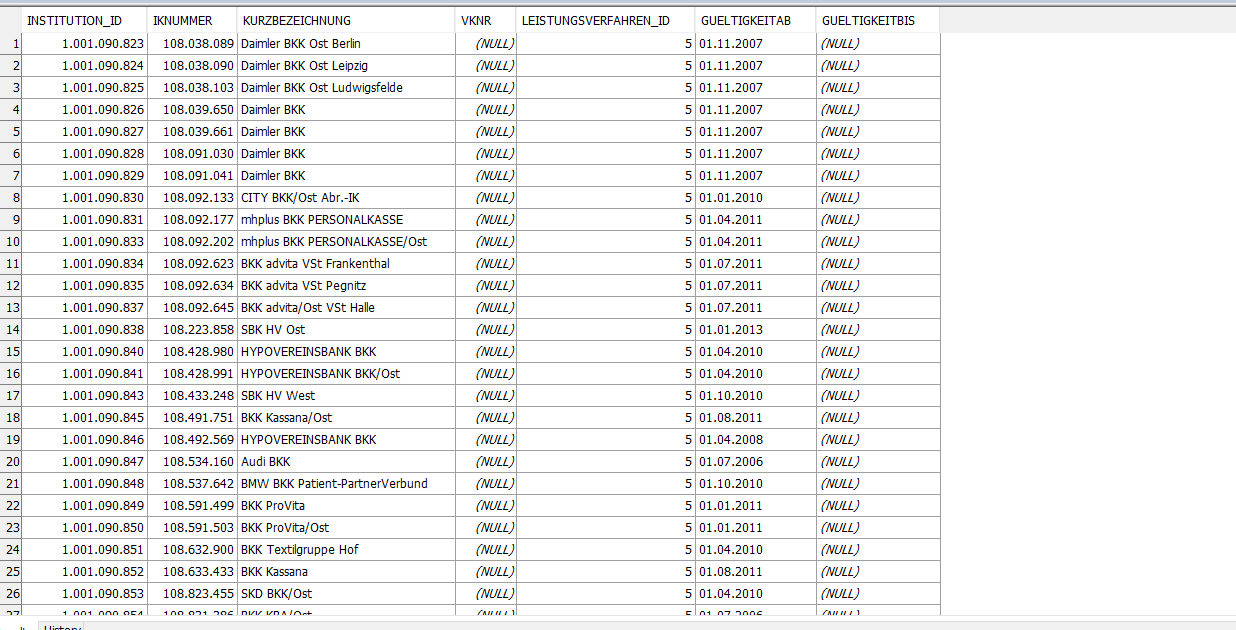 INSTITUTION_ID IKNUMMER KURZBEZEICHNUNG VKNR LEISTUNGSVERFAHREN_ID GUELTIGKEITAB GUELTIGKEITBIS
1 1.001.090.823 108.038.089 Daimler BKK Ost Berlin (NULL) 5 01.11.2007 (NULL)
2 1.001.090.824 108.038.090 Daimler BKK Ost Leipzig (NULL) 5 01.11.2007 (NULL)
3 1.001.090.825 108.038.103 Daimler BKK Ost Ludwigsfelde (NULL) 5 01.11.2007 (NULL)
4 1.001.090.826 108.039.650 Daimler BKK (NULL) 5 01.11.2007 (NULL)
5 1.001.090.827 108.039.661 Daimler BKK (NULL) 5 01.11.2007 (NULL)
6 1.001.090.828 108.091.030 Daimler BKK (NULL) 5 01.11.2007 (NULL)
7 1.001.090.829 108.091.041 Daimler BKK (NULL) 5 01.11.2007 (NULL)
8 1.001.090.830 108.092.133 CITY BKK/Ost Abr.-IK (NULL) 5 01.01.2010 (NULL)
9 1.001.090.831 108.092.177 mhplus BKK PERSONALKASSE (NULL) 5 01.04.2011 (NULL)
10 1.001.090.833 108.092.202 mhplus BKK PERSONALKASSE/Ost (NULL) 5 01.04.2011 (NULL)
11 1.001.090.834 108.092.623 BKK advita VSt Frankenthal (NULL) 5 01.07.2011 (NULL)
12 1.001.090.835 108.092.634 BKK advita VSt Pegnitz (NULL) 5 01.07.2011 (NULL)
13 1.001.090.837 108.092.645 BKK advita/Ost VSt Halle (NULL) 5 01.07.2011 (NULL)
14 1.001.090.838 108.223.858 SBK HV Ost (NULL) 5 01.01.2013 (NULL)
15 1.001.090.840 108.428.980 HYPOVEREINSBANK BKK (NULL) 5 01.04.2010 (NULL)
16 1.001.090.841 108.428.991 HYPOVEREINSBANK BKK/Ost (NULL) 5 01.04.2010 (NULL)
17 1.001.090.843 108.433.248 SBK HV West (NULL) 5 01.10.2010 (NULL)
18 1.001.090.845 108.491.751 BKK Kassana/Ost (NULL) 5 01.08.2011 (NULL)
19 1.001.090.846 108.492.569 HYPOVEREINSBANK BKK (NULL) 5 01.04.2008 (NULL)
20 1.001.090.847 108.534.160 Audi BKK (NULL) 5 01.07.2006 (NULL)
21 1.001.090.848 108.537.642 BMW BKK Patient-PartnerVerbund (NULL) 5 01.10.2010 (NULL)
22 1.001.090.849 108.591.499 BKK ProVita (NULL) 5 01.01.2011 (NULL)
23 1.001.090.850 108.591.503 BKK ProVita/Ost (NULL) 5 01.01.2011 (NULL)
24 1.001.090.851 108.632.900 BKK Textilgruppe Hof (NULL) 5 01.04.2010 (NULL)
25 1.001.090.852 108.633.433 BKK Kassana (NULL) 5 01.08.2011 (NULL)
26 1.001.090.853 108.823.455 SKD BKK/Ost (NULL) 5 01.04.2010 (NULL)
27 1.001.090.854 BKK KBA/Ost (NULL) 5 01.07.2006 (NULL)
History